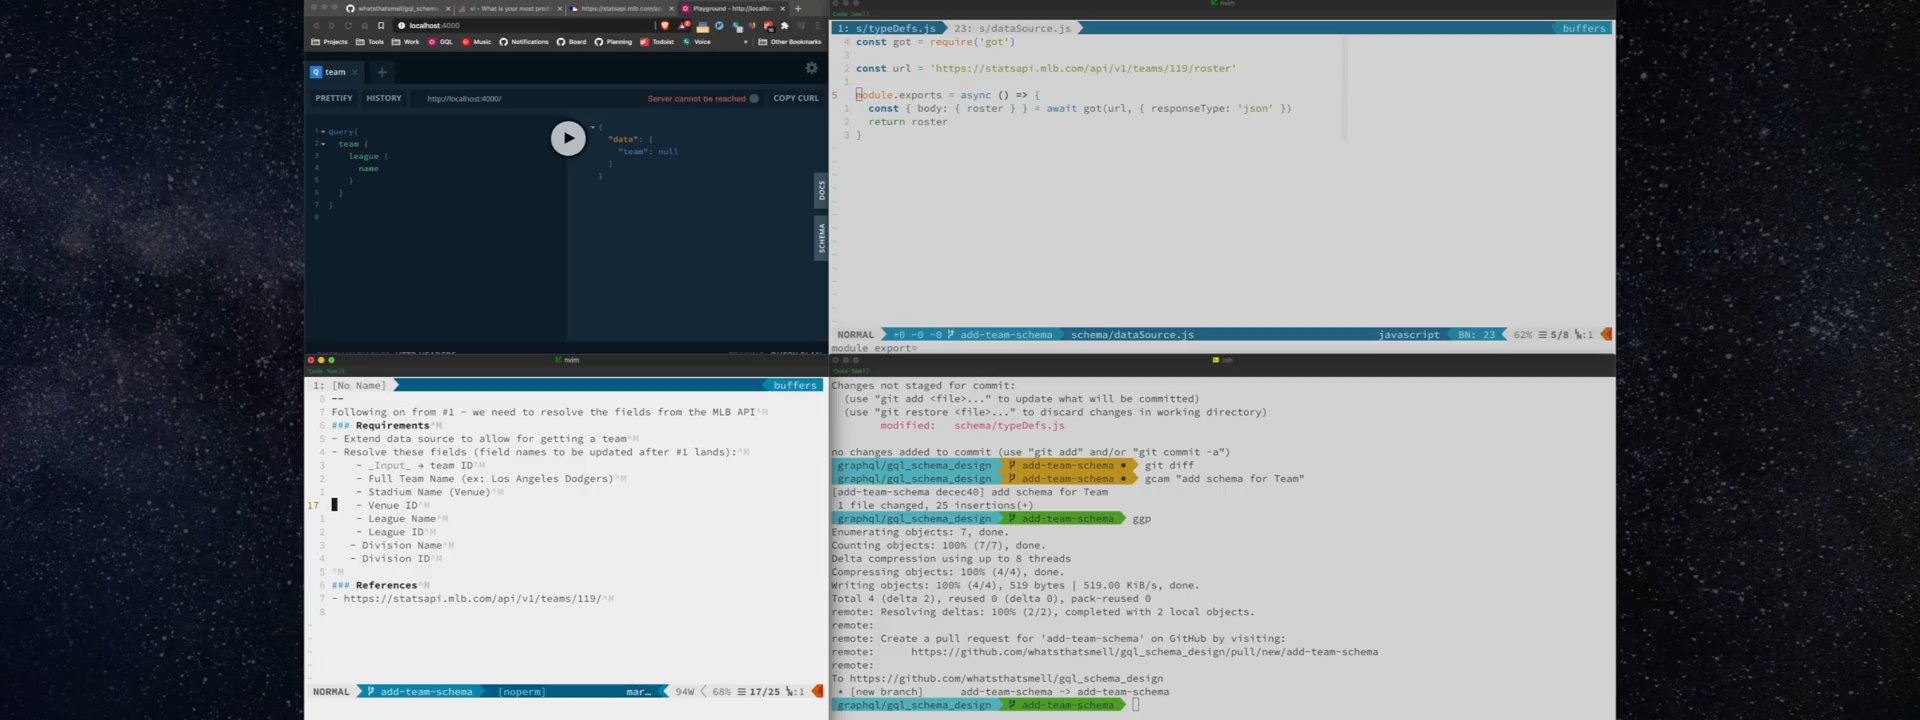 whatsthatsmell/gql_schema
vi - What is your most prod
https://statsapi.mlb.com/ap
Playground - http://localhos
localhost:4000
Projects Tools Work GQL Music Notifications Board Planning Todoist Voice » Other Bookmarks
Q team
PRETTIFY HISTORY http://localhost:4000/ Server cannot be reached COPY CURL
1 query{
2 team {
3 league {
4 name
5 }
6 }
7 }
8
{
"data": {
"team": null
}
}
DOCS
SCHEMA
nvim
Code Smell
1: s/typeDefs.js 23: s/dataSource.js buffers
4 const got = require('got')
3
2 const url = 'https://statsapi.mlb.com/api/v1/teams/119/roster'
1
5 module.exports = async () => {
1 const { body: { roster } } = await got(url, { responseType: 'json' })
2 return roster
3 }
NORMAL +0 ~0 -0 add-team-schema schema/dataSource.js javascript BN: 23 62% 5/8 :1
module export=
nvim
Code Smell
1: [No Name] buffers
8 --
7 Following on from #1 - we need to resolve the fields from the MLB API^M
6 ### Requirements^M
5 - Extend data source to allow for getting a team^M
4 - Resolve these fields (field names to be updated after #1 lands):^M
3 - _Input_ → team ID^M
2 - Full Team Name (ex: Los Angeles Dodgers)^M
1 - Stadium Name (Venue)^M
17 - Venue ID^M
1 - League Name^M
2 - League ID^M
3 - Division Name^M
4 - Division ID^M
5 ^M
6 ### References^M
7 - https://statsapi.mlb.com/api/v1/teams/119/^M
8
NORMAL add-team-schema [noperm] mar… 94W 68% 17/25 :1
zsh
Code Smell
Changes not staged for commit:
(use "git add <file>..." to update what will be committed)
(use "git restore <file>..." to discard changes in working directory)
modified: schema/typeDefs.js
no changes added to commit (use "git add" and/or "git commit -a")
graphql/gql_schema_design add-team-schema ● git diff
graphql/gql_schema_design add-team-schema ● gcam "add schema for Team"
[add-team-schema decec40] add schema for Team
1 file changed, 25 insertions(+)
graphql/gql_schema_design add-team-schema ggp
Enumerating objects: 7, done.
Counting objects: 100% (7/7), done.
Delta compression using up to 8 threads
Compressing objects: 100% (4/4), done.
Writing objects: 100% (4/4), 519 bytes | 519.00 KiB/s, done.
Total 4 (delta 2), reused 0 (delta 0), pack-reused 0
remote: Resolving deltas: 100% (2/2), completed with 2 local objects.
remote:
remote: Create a pull request for 'add-team-schema' on GitHub by visiting:
remote: https://github.com/whatsthatsmell/gql_schema_design/pull/new/add-team-schema
remote:
To https://github.com/whatsthatsmell/gql_schema_design
* [new branch] add-team-schema -> add-team-schema
graphql/gql_schema_design add-team-schema